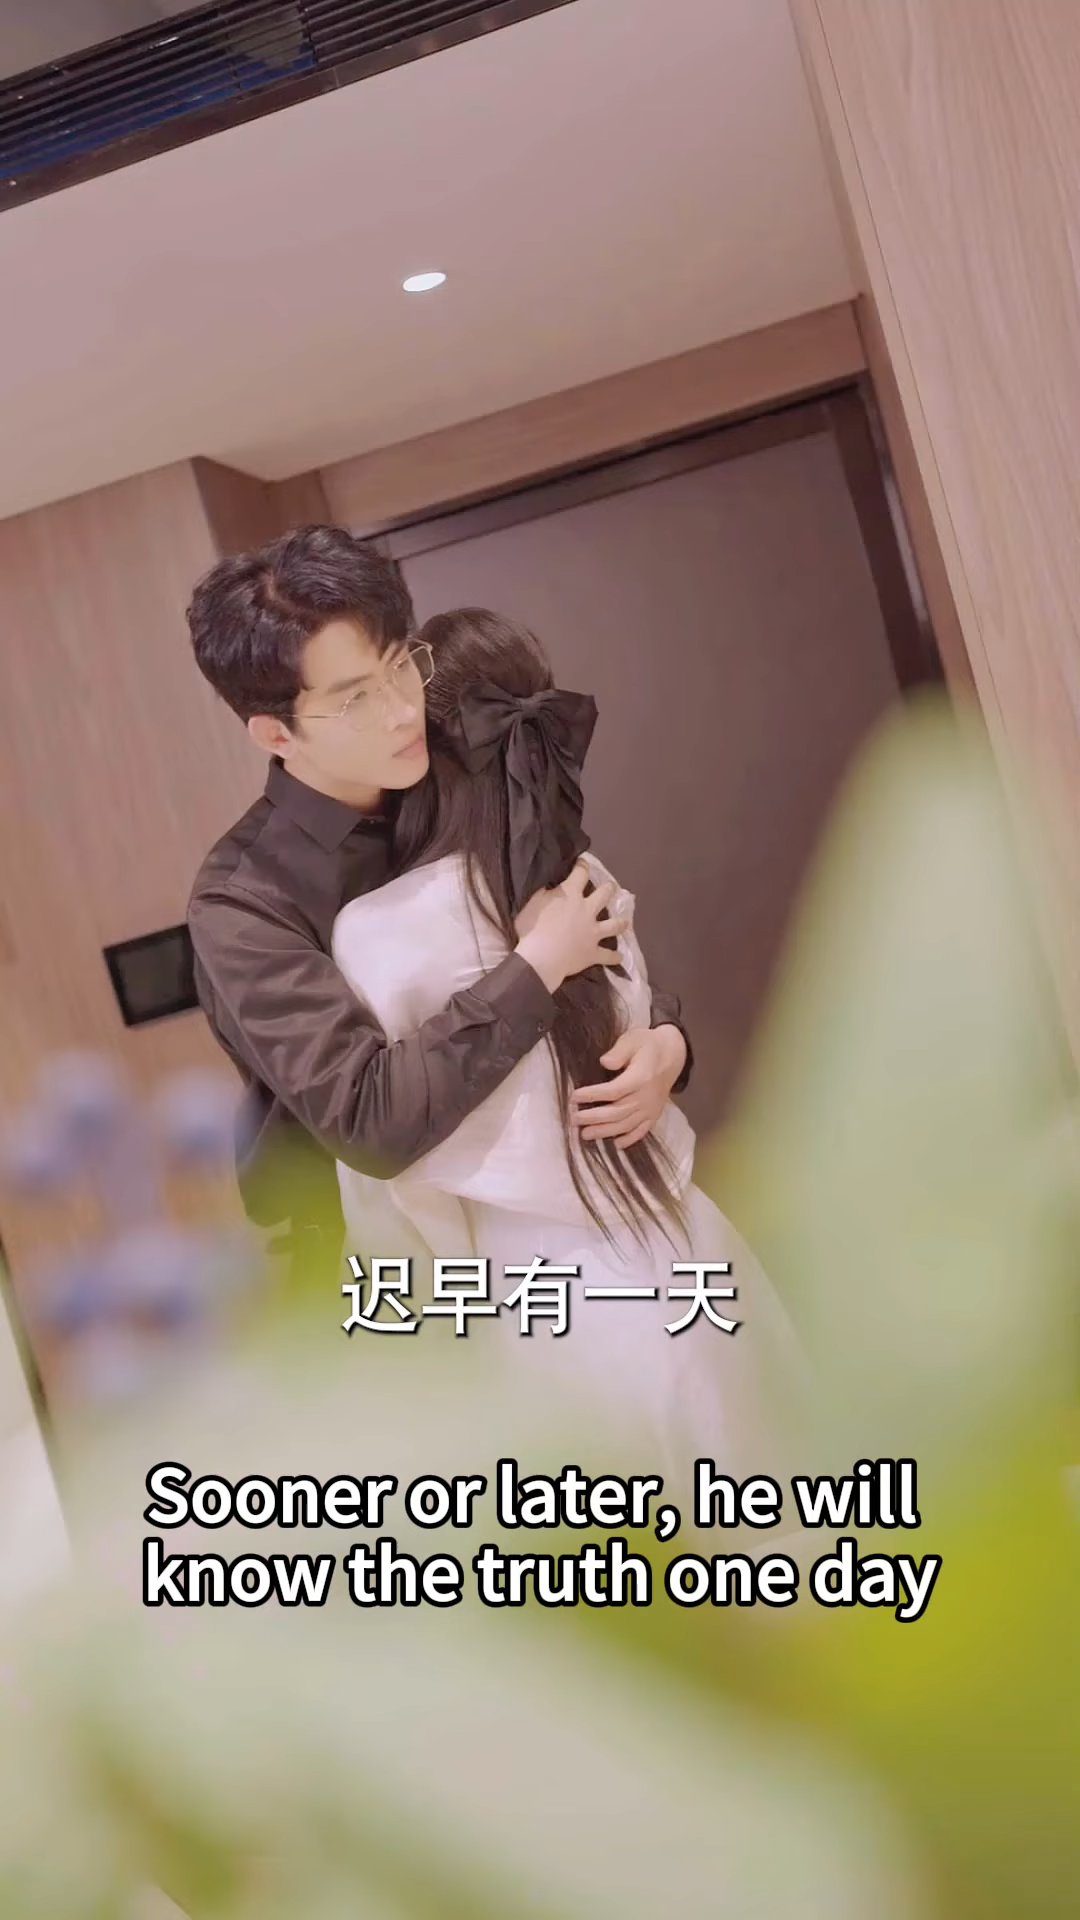 迟早有一天
Sooner or later, he will
know the truth one day